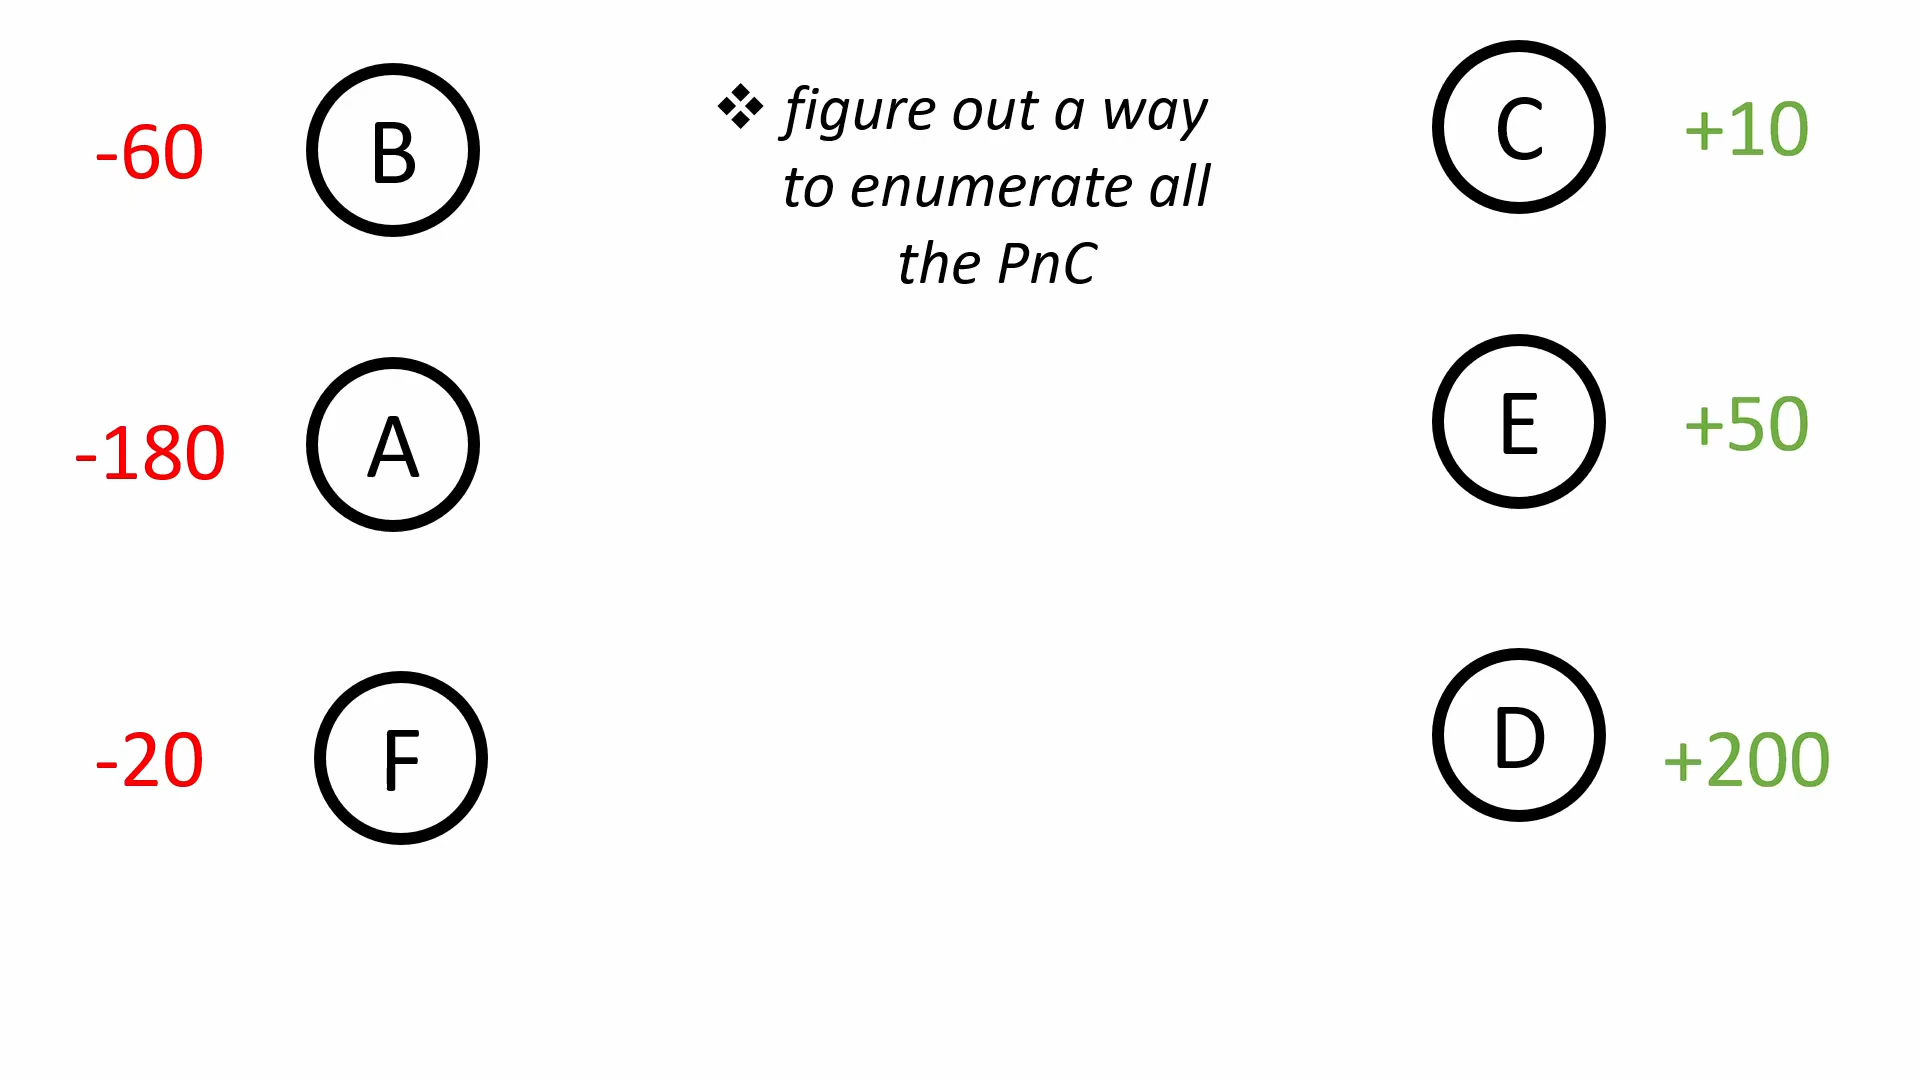 -60
B
❖ figure out a way
to enumerate all
the PnC
C
+10
-180
A
E
+50
-20
F
D
+200